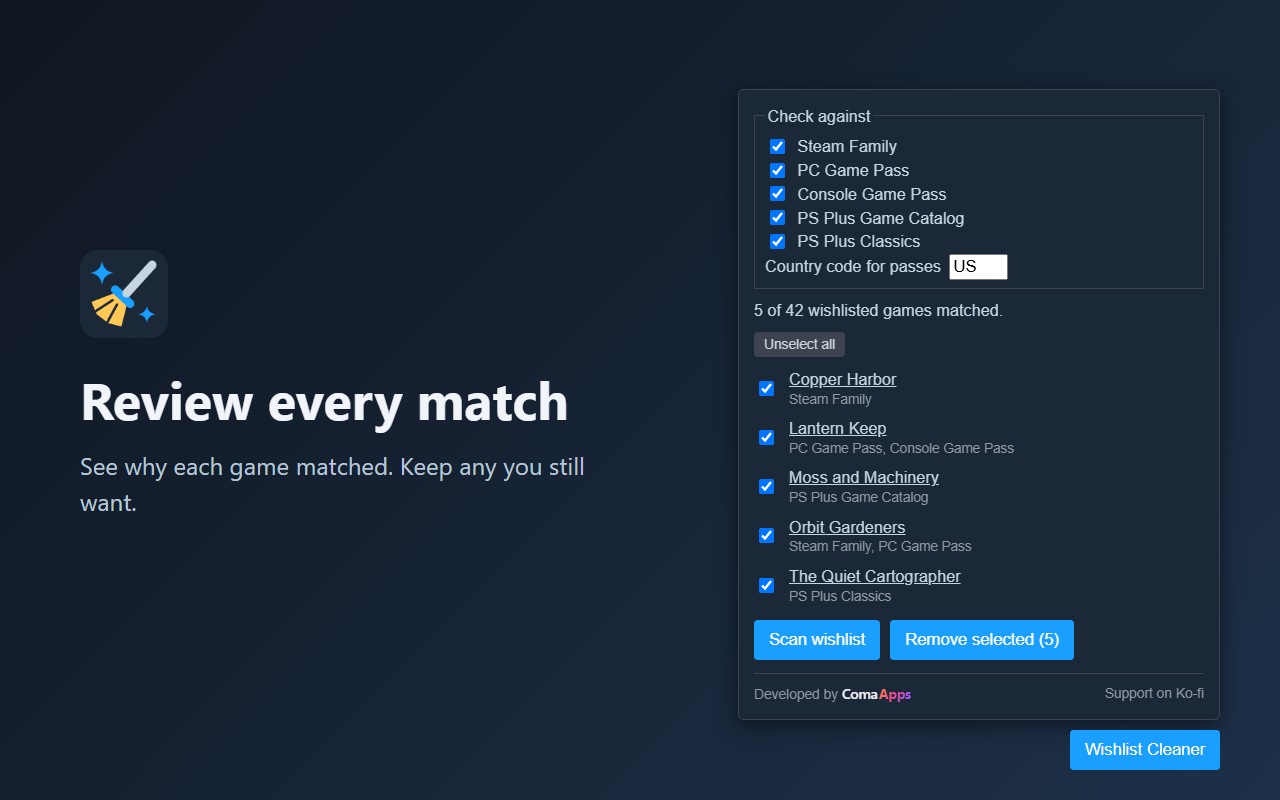 Review every match
See why each game matched. Keep any you still
want.
Check against
Steam Family
PC Game Pass
Console Game Pass
PS Plus Game Catalog
PS Plus Classics
Country code for passes US
5 of 42 wishlisted games matched.
Unselect all
Copper Harbor
Steam Family
Lantern Keep
PC Game Pass, Console Game Pass
Moss and Machinery
PS Plus Game Catalog
Orbit Gardeners
Steam Family, PC Game Pass
The Quiet Cartographer
PS Plus Classics
Scan wishlist Remove selected (5)
Developed by ComaApps Support on Ko-fi
Wishlist Cleaner